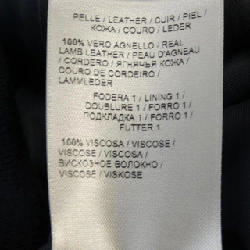 PELLE / LEATHER / CUIR / PIEL /
КОЖА / COURO / LEDER
100% VERO AGNELLO / REAL
LAMB LEATHER / PEAU D'AGNEAU
/ CORDERO / ЯГНЯЧЬЯ КОЖА /
COURO DE CORDEIRO /
LAMMLEDER
FODERA 1 / LINING 1 /
DOUBLURE 1 / FORRO 1 /
ПОДКЛАДКА 1 / FORRO 1 /
FUTTER 1
100% VISCOSA / VISCOSE /
VISCOSE / VISCOSA /
ВИСКОЗНОЕ ВОЛОКНО /
VISCOSE / VISKOSE